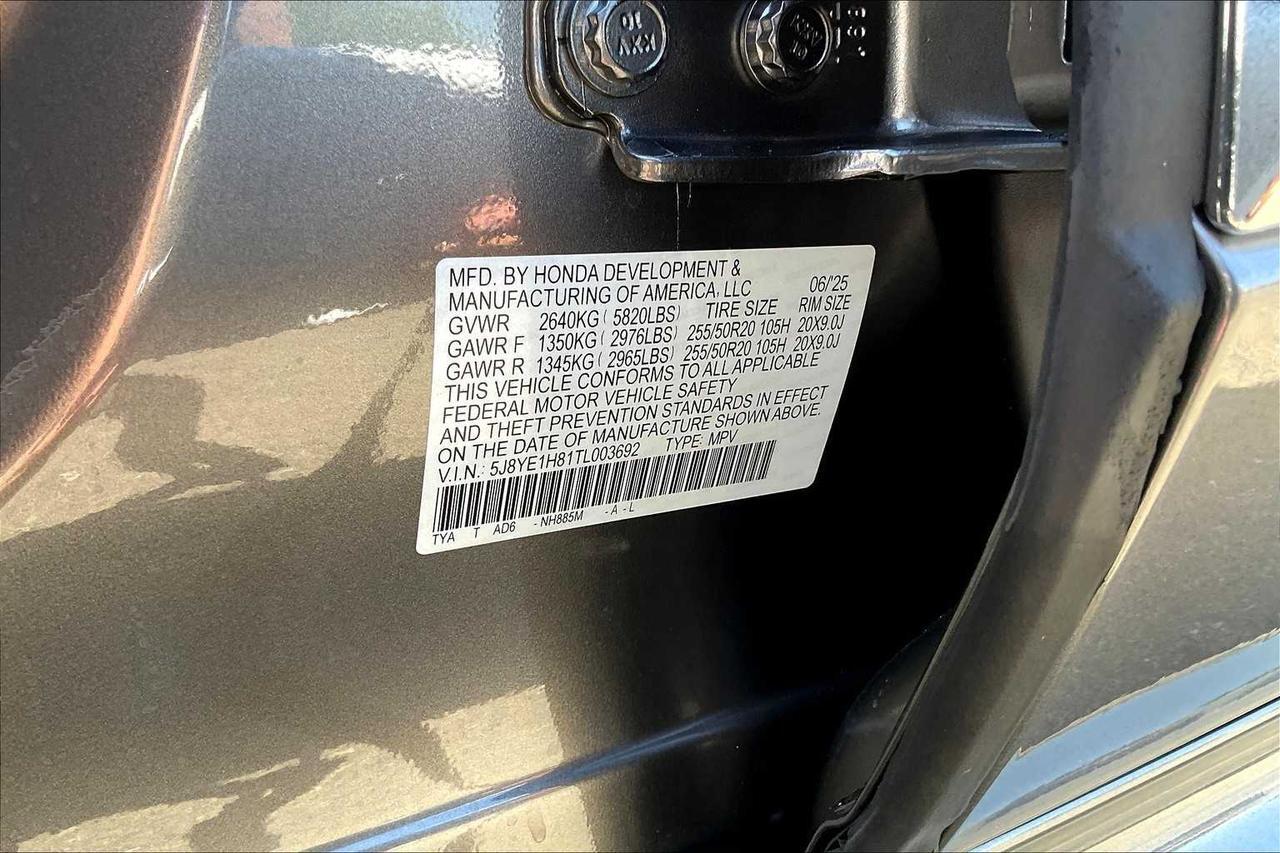 10
KXV
MFD. BY HONDA DEVELOPMENT &
MANUFACTURING OF AMERICA, LLC 06/'25
GVWR 2640KG ( 5820LBS) TIRE SIZE RIM SIZE
GAWR F 1350KG ( 2976LBS) 255/50R20 105H 20X9.0J
GAWR R 1345KG ( 2965LBS) 255/50R20 105H 20X9.0J
THIS VEHICLE CONFORMS TO ALL APPLICABLE
FEDERAL MOTOR VEHICLE SAFETY
AND THEFT PREVENTION STANDARDS IN EFFECT
ON THE DATE OF MANUFACTURE SHOWN ABOVE.
V.I.N.: 5J8YE1H81TL003692 TYPE: MPV
TYA T AD6 - NH885M - A - L